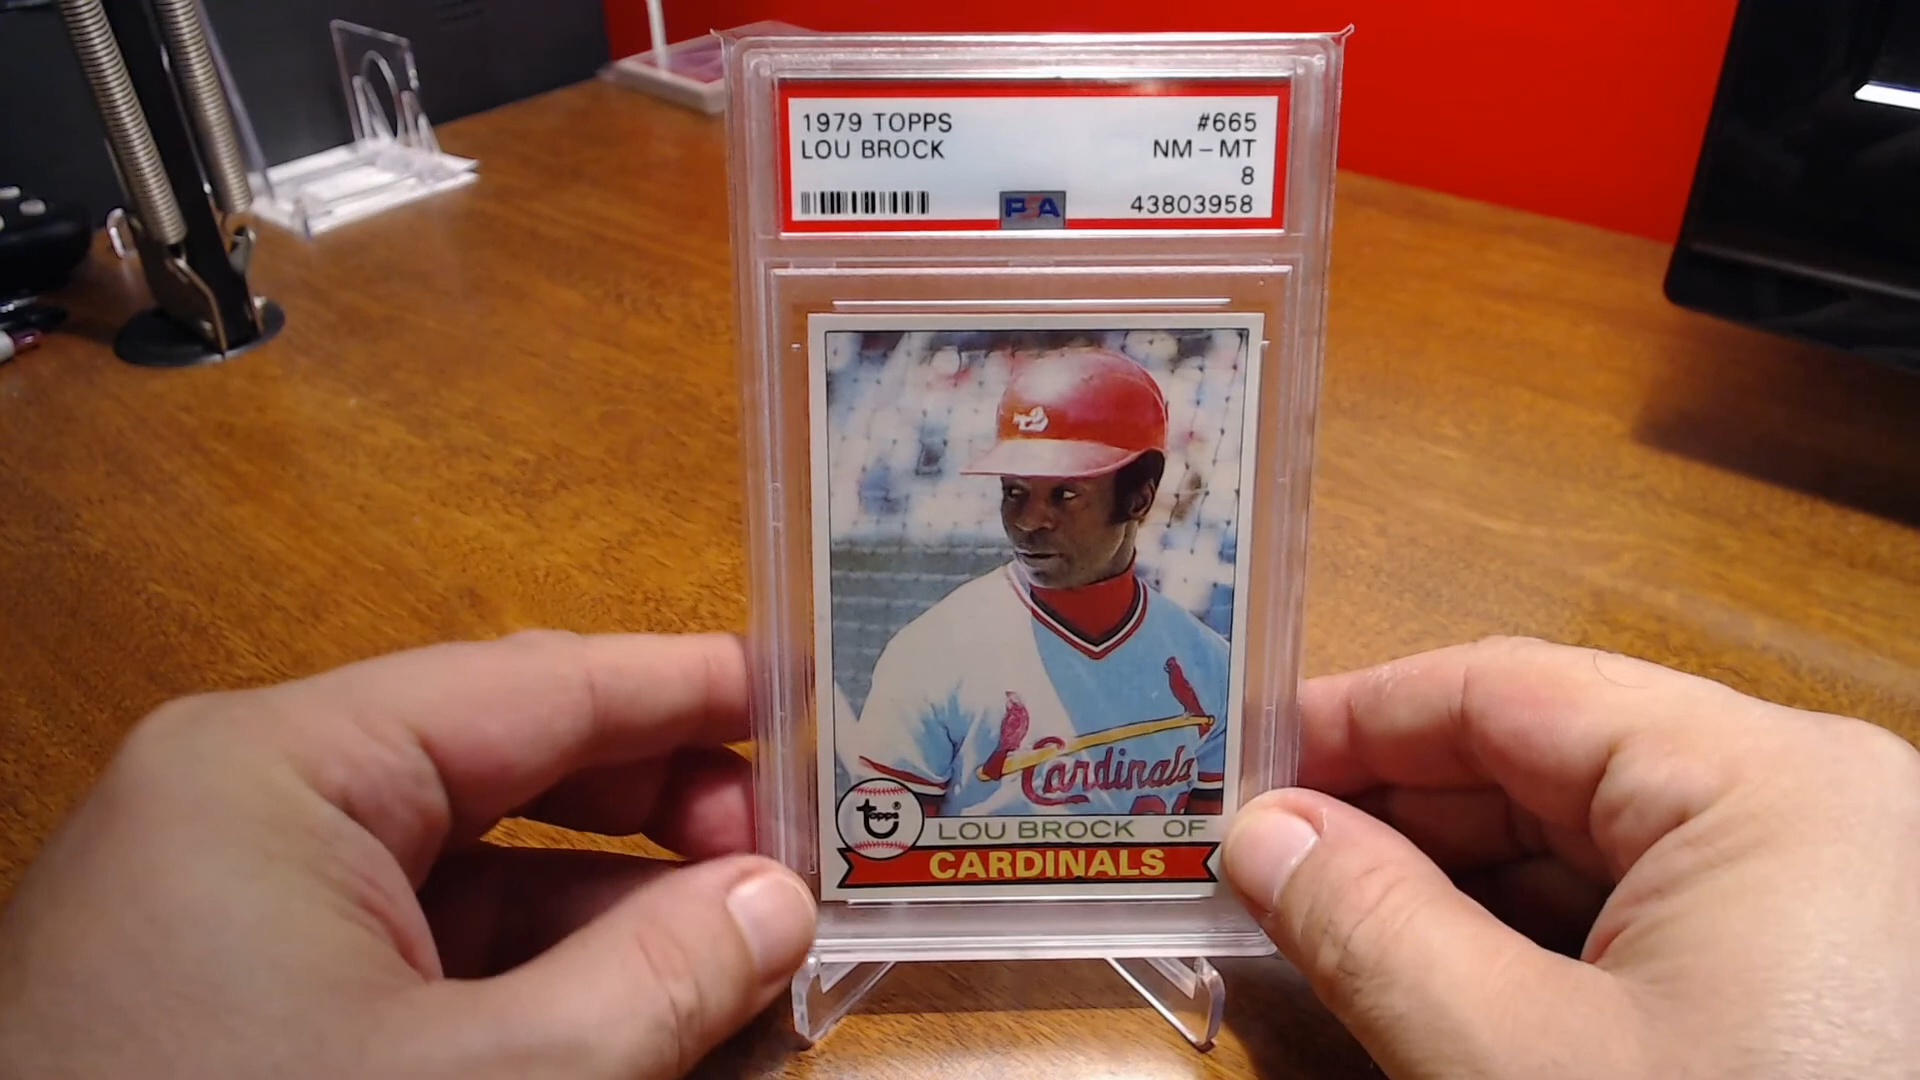 1979 TOPPS #665
LOU BROCK NM-MT
8
PSA 43803958
Cardinals
topps®
LOU BROCK OF
CARDINALS